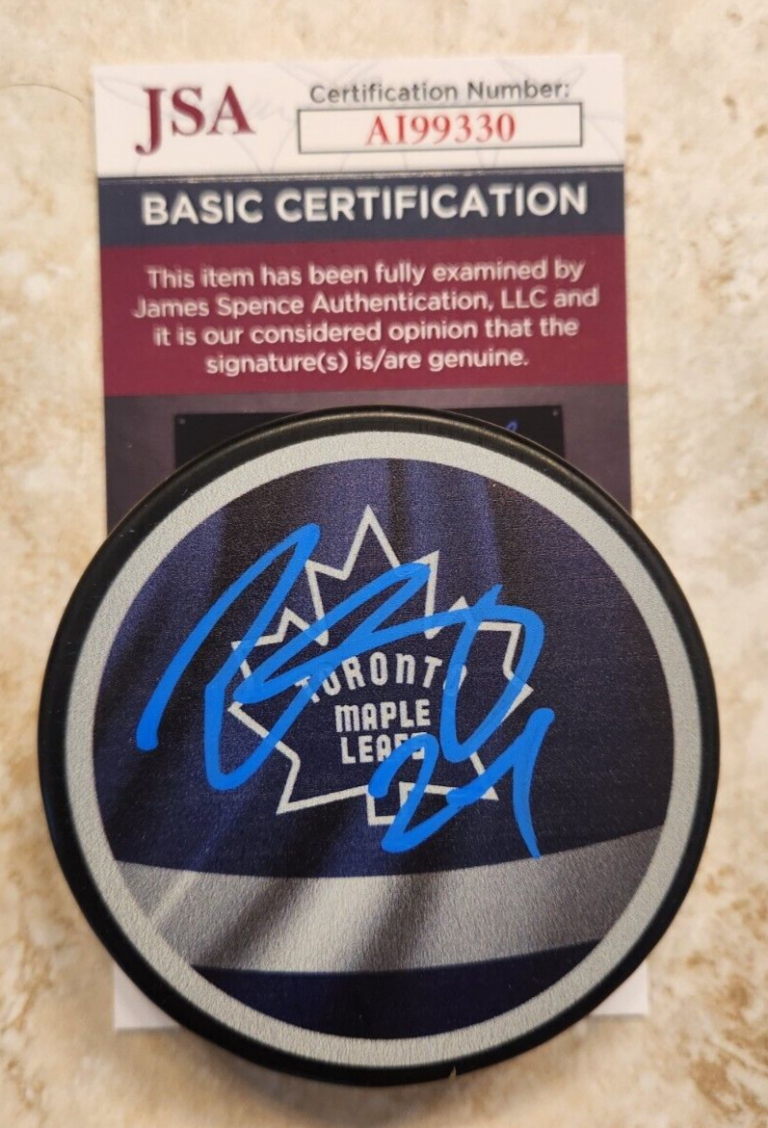 JSA
Certification Number:
AI99330
BASIC CERTIFICATION
This item has been fully examined by
James Spence Authentication, LLC and
it is our considered opinion that the
signature(s) is/are genuine.
TORONTO
MAPLE
LEAFS